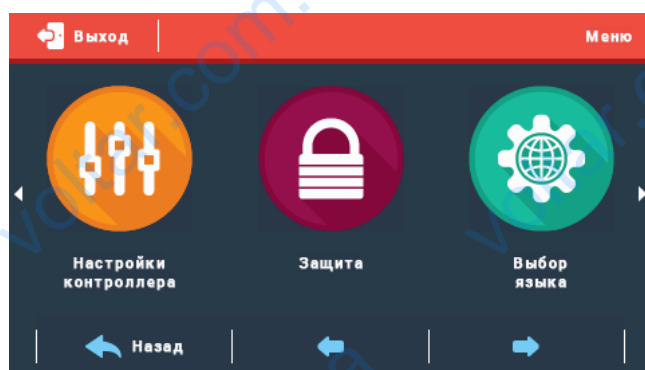 Выход
Меню
Настройки
контроллера
Защита
Выбор
языка
Назад